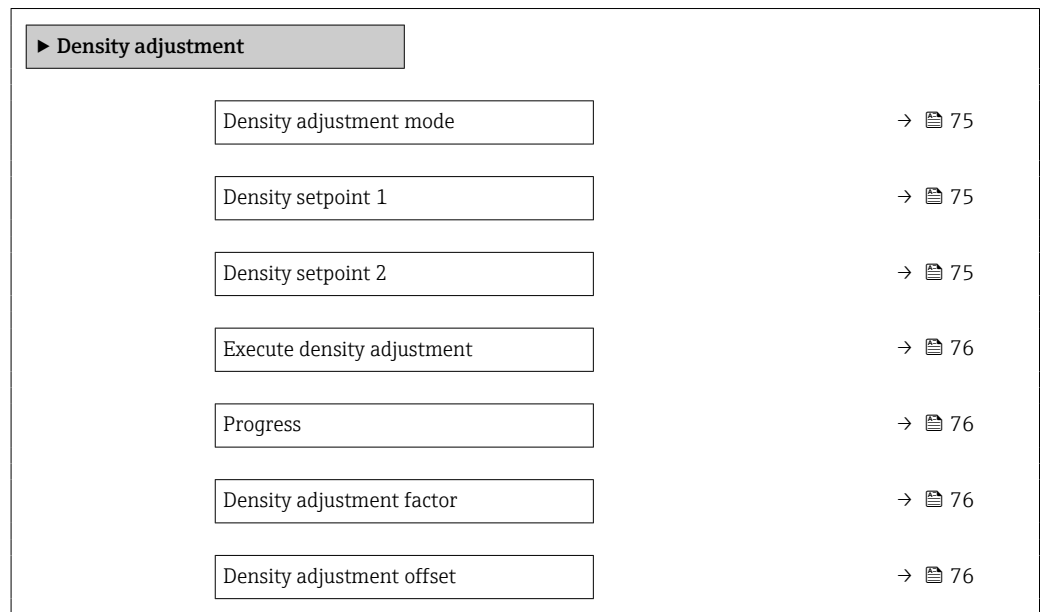 ▶ Density adjustment
Density adjustment mode → 75
Density setpoint 1 → 75
Density setpoint 2 → 75
Execute density adjustment → 76
Progress → 76
Density adjustment factor → 76
Density adjustment offset → 76